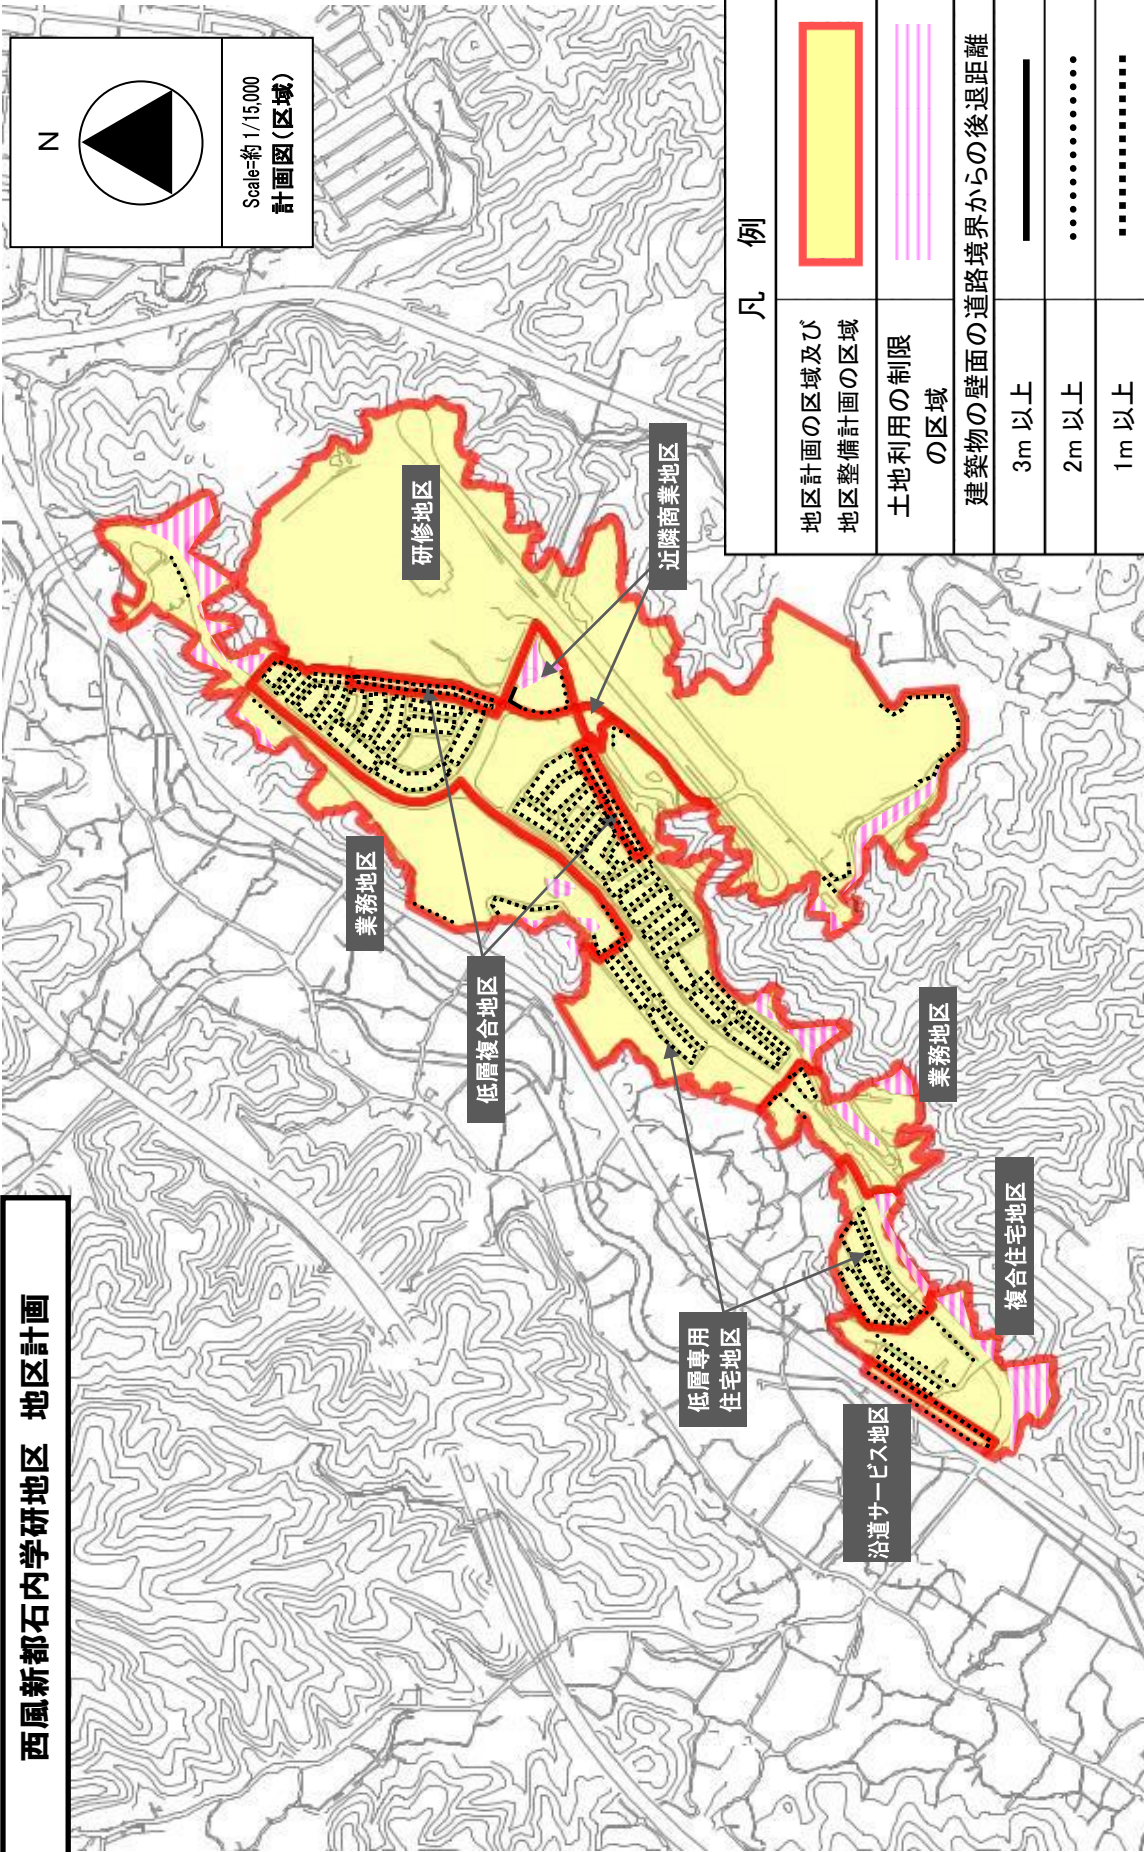 西風新都石内学研地区 地区計画
N
Scale=約 1/15,000
計画図(区域)
研修地区
近隣商業地区
業務地区
低層複合地区
業務地区
複合住宅地区
低層専用
住宅地区
沿道サービス地区
凡 例
地区計画の区域及び
地区整備計画の区域
土地利用の制限
の区域
建築物の壁面の道路境界からの後退距離
3m 以上
2m 以上
1m 以上